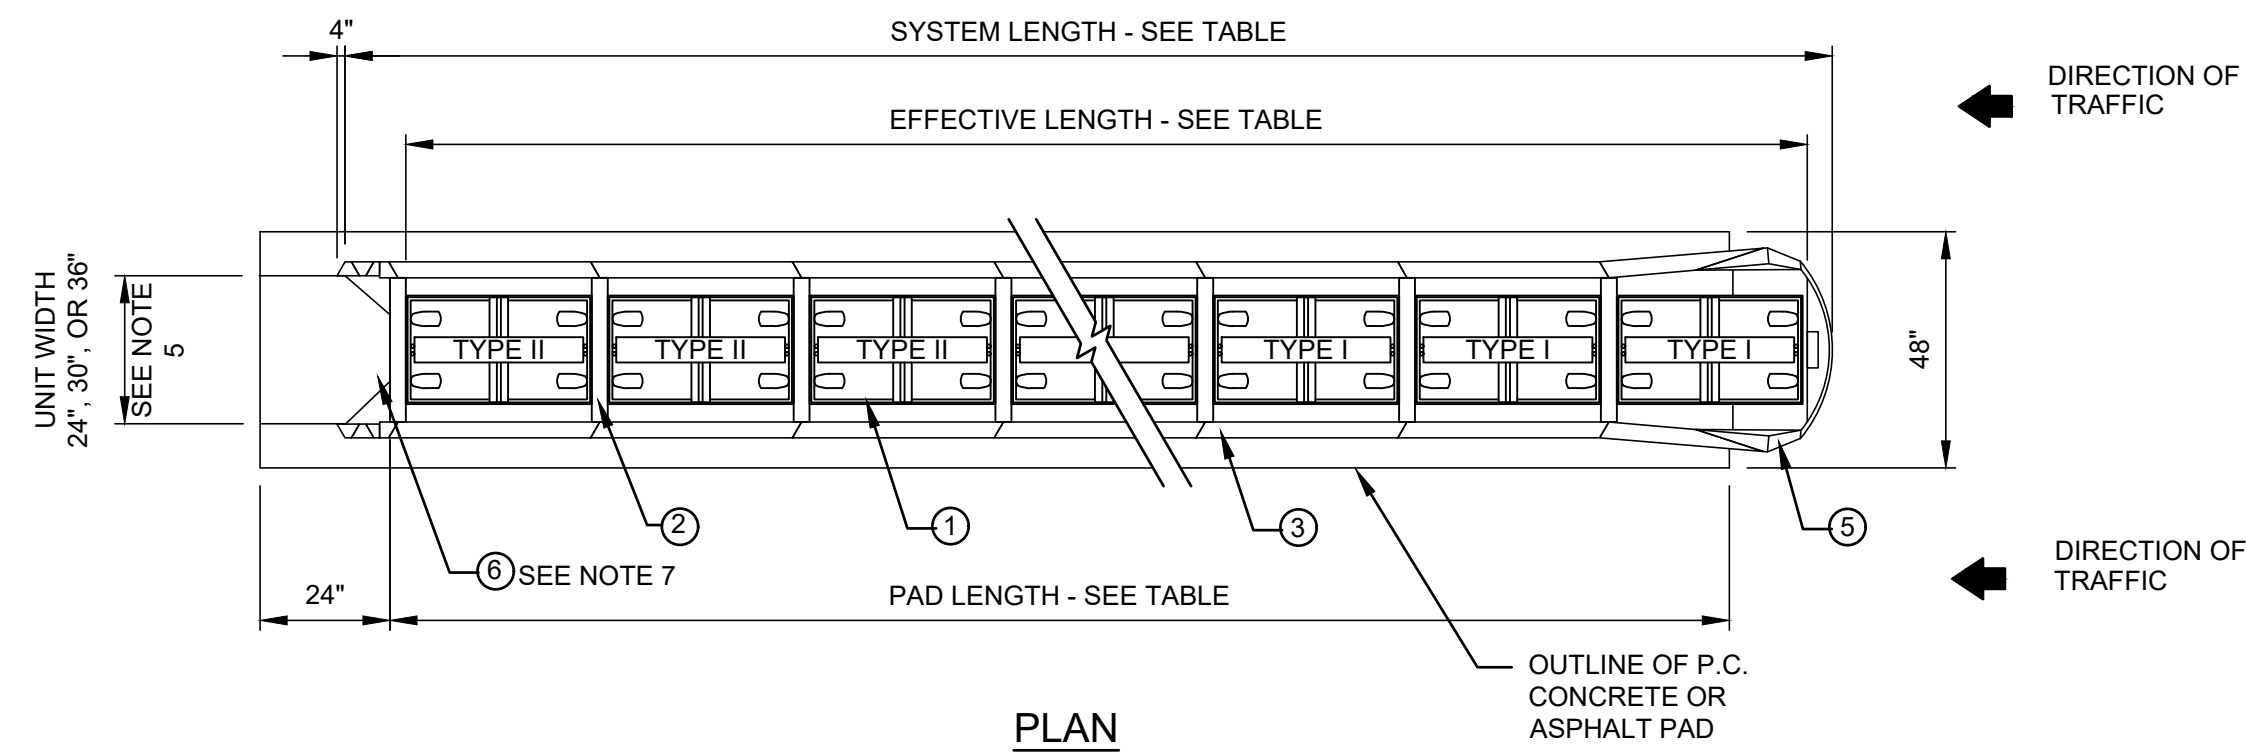 4"
SYSTEM LENGTH - SEE TABLE
DIRECTION OF
TRAFFIC
EFFECTIVE LENGTH - SEE TABLE
UNIT WIDTH
24", 30", OR 36"
SEE NOTE
5
TYPE II
TYPE II
TYPE II
TYPE I
TYPE I
TYPE I
48"
2
1
3
5
6 SEE NOTE 7
DIRECTION OF
TRAFFIC
24"
PAD LENGTH - SEE TABLE
OUTLINE OF P.C.
CONCRETE OR
ASPHALT PAD
PLAN